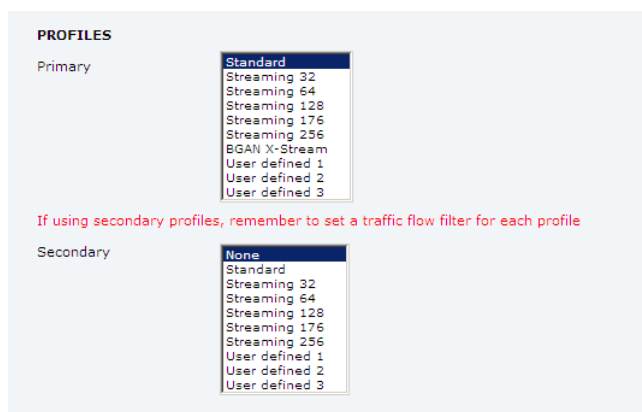 PROFILES
Primary
Standard
Streaming 32
Streaming 64
Streaming 128
Streaming 176
Streaming 256
BGAN X-Stream
User defined 1
User defined 2
User defined 3
If using secondary profiles, remember to set a traffic flow filter for each profile
Secondary
None
Standard
Streaming 32
Streaming 64
Streaming 128
Streaming 176
Streaming 256
User defined 1
User defined 2
User defined 3